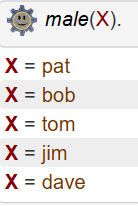 male(X).
X = pat
X = bob
X = tom
X = jim
X = dave